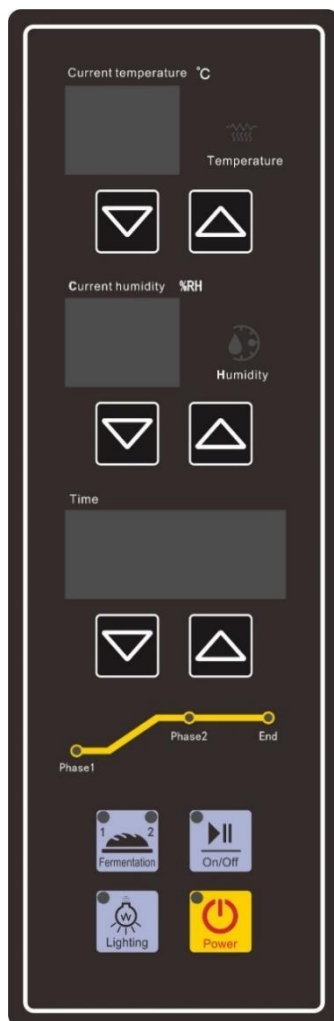 Current temperature °C
Temperature
Current humidity %RH
Humidity
Time
Phase2 End
Phase1
1 2
Fermentation
On/Off
W
Lighting
Power